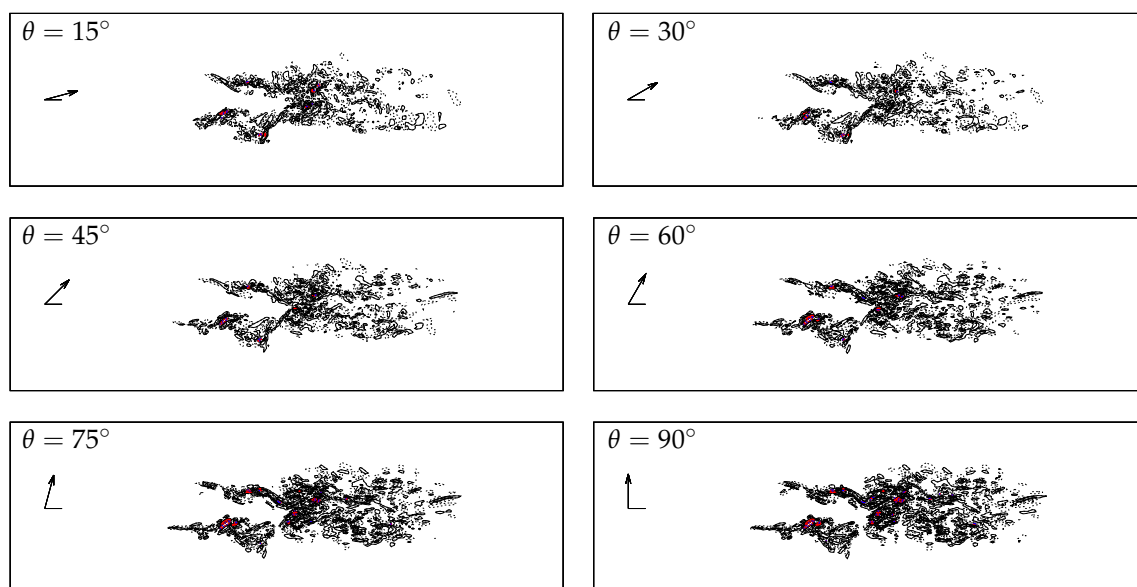 θ = 15°
θ = 30°
θ = 45°
θ = 60°
θ = 75°
θ = 90°